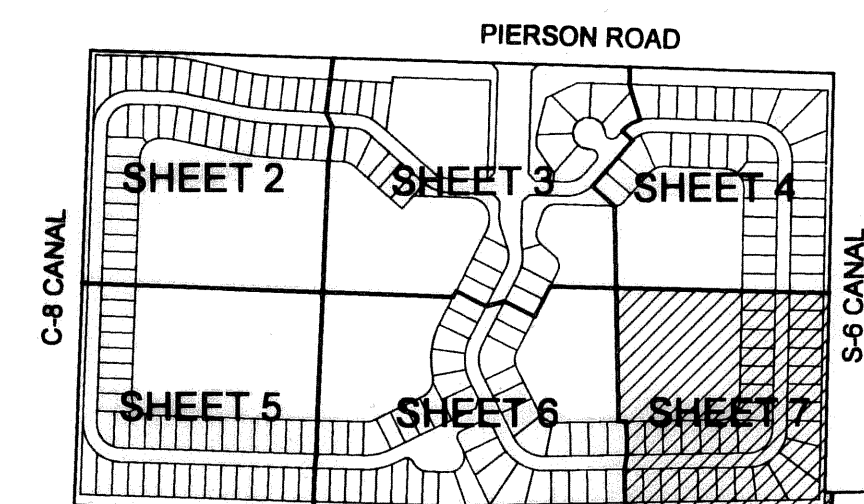 PIERSON ROAD
SHEET 2
SHEET 3
SHEET 4
C-8 CANAL
S-6 CANAL
SHEET 5
SHEET 6
SHEET 7